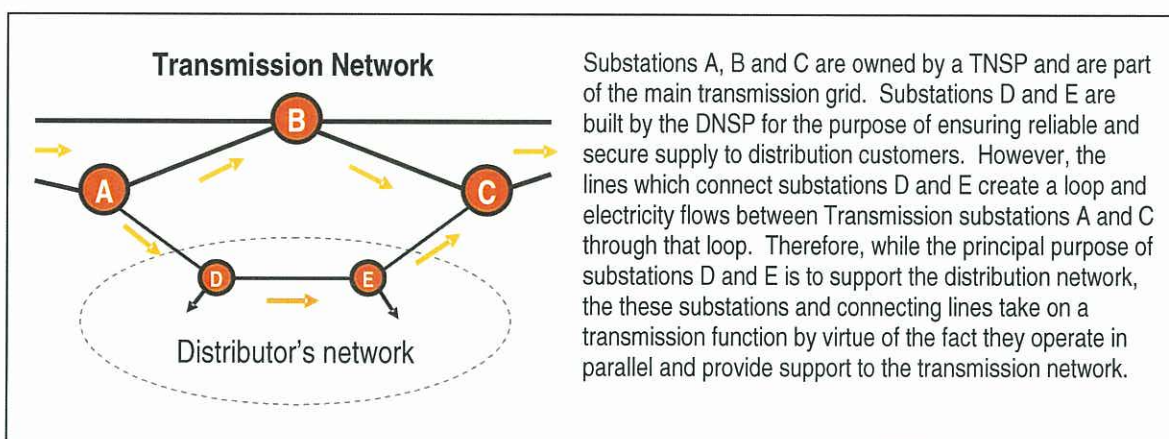 Transmission Network
B
A
C
D
E
Distributor's network
Substations A, B and C are owned by a TNSP and are part
of the main transmission grid. Substations D and E are
built by the DNSP for the purpose of ensuring reliable and
secure supply to distribution customers. However, the
lines which connect substations D and E create a loop and
electricity flows between Transmission substations A and C
through that loop. Therefore, while the principal purpose of
substations D and E is to support the distribution network,
the these substations and connecting lines take on a
transmission function by virtue of the fact they operate in
parallel and provide support to the transmission network.